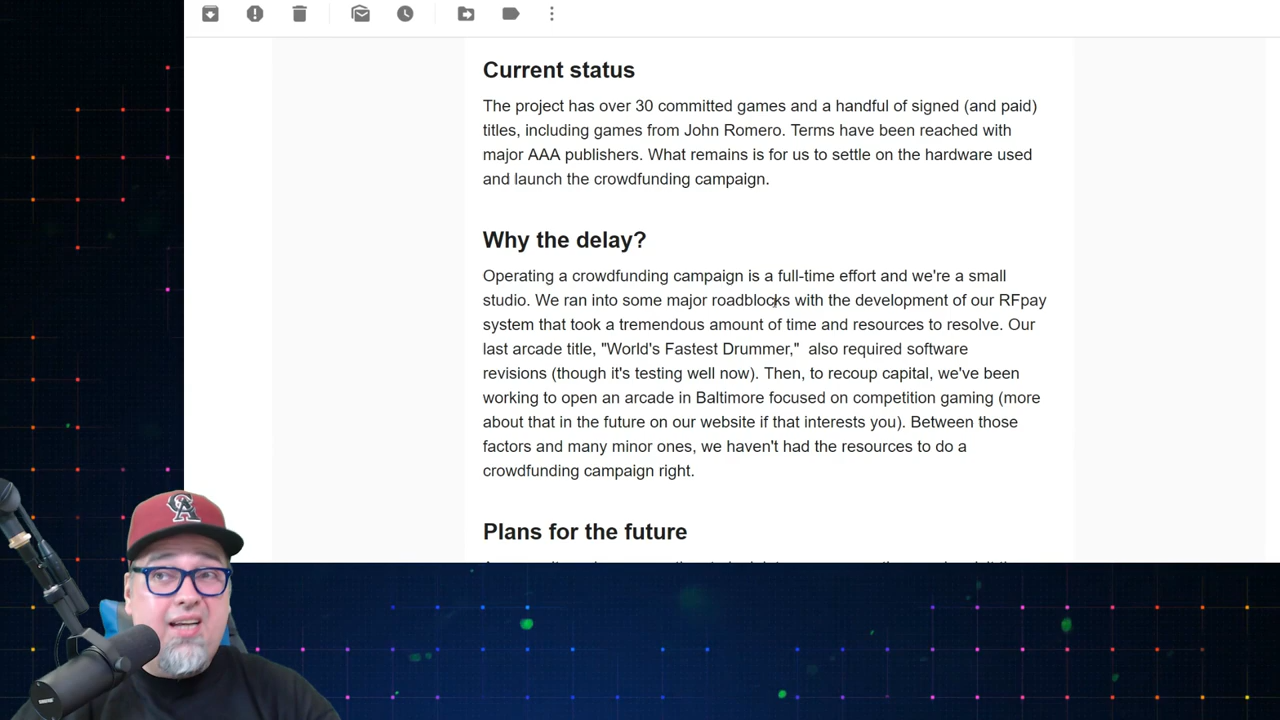 Current status
The project has over 30 committed games and a handful of signed (and paid)
titles, including games from John Romero. Terms have been reached with
major AAA publishers. What remains is for us to settle on the hardware used
and launch the crowdfunding campaign.
Why the delay?
Operating a crowdfunding campaign is a full-time effort and we're a small
studio. We ran into some major roadblocks with the development of our RFpay
system that took a tremendous amount of time and resources to resolve. Our
last arcade title, "World's Fastest Drummer,"  also required software
revisions (though it's testing well now). Then, to recoup capital, we've been
working to open an arcade in Baltimore focused on competition gaming (more
about that in the future on our website if that interests you). Between those
factors and many minor ones, we haven't had the resources to do a
crowdfunding campaign right.
Plans for the future